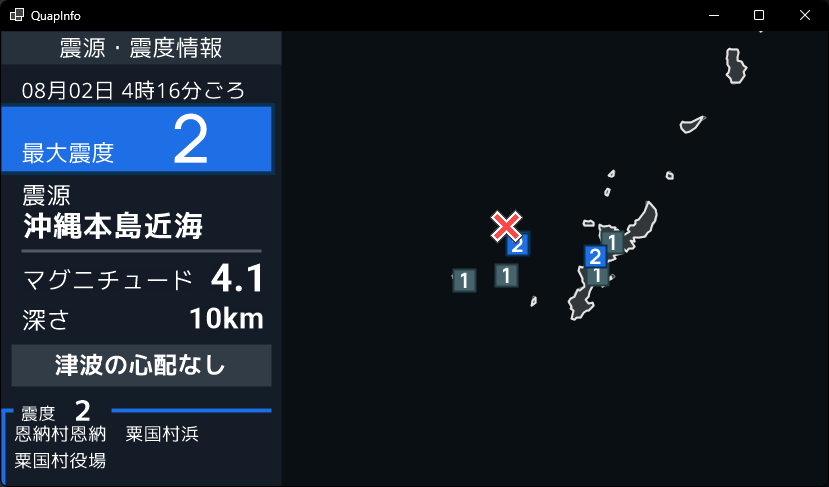 QuapInfo
震源・震度情報
08月02日 4時16分ごろ
最大震度 2
震源
沖縄本島近海
マグニチュード 4.1
深さ 10km
津波の心配なし
震度 2
恩納村恩納 粟国村浜
粟国村役場
2
1
2
1
1
1